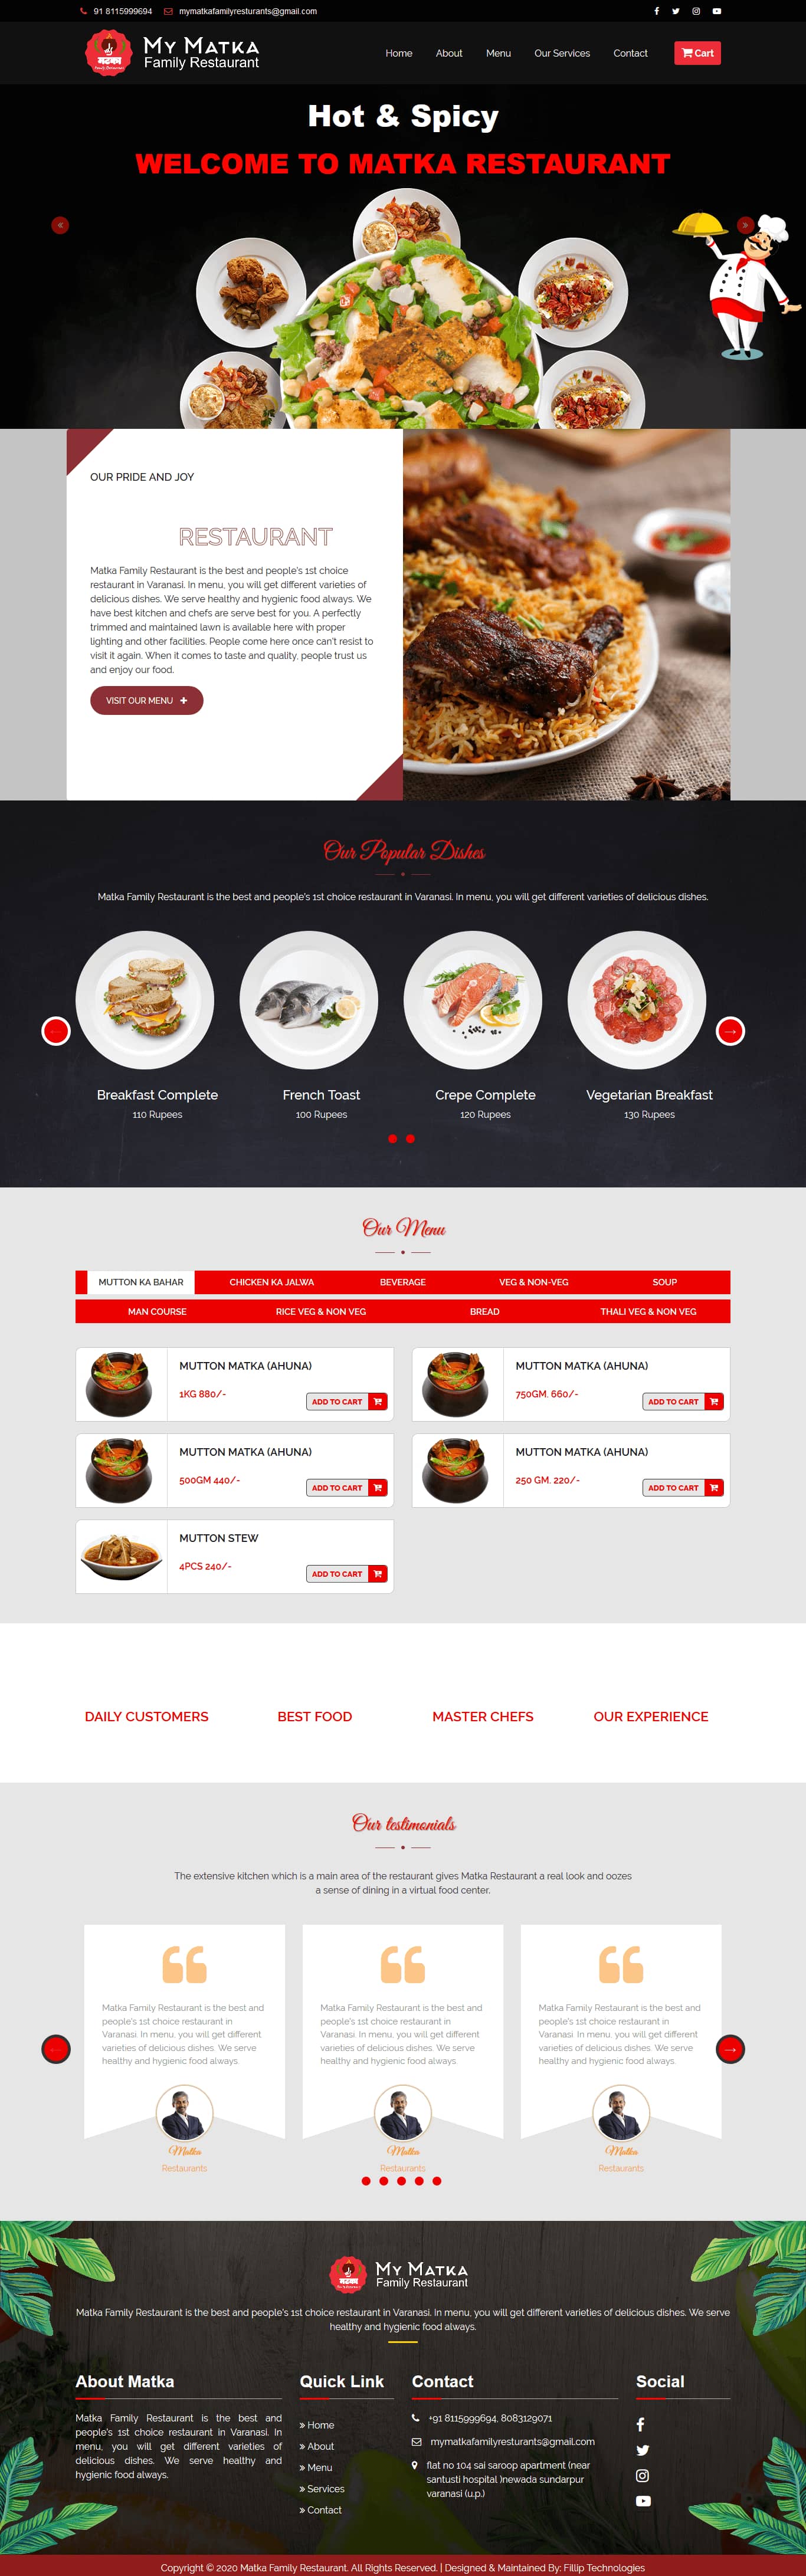 91 8115999694 mymatkafamilyresturants@gmail.com
मटका
My Matka
Family Restaurant
Home About Menu Our Services Contact Cart
Hot & Spicy
WELCOME TO MATKA RESTAURANT
OUR PRIDE AND JOY
RESTAURANT
Matka Family Restaurant is the best and people's 1st choice
restaurant in Varanasi. In menu, you will get different varieties of
delicious dishes. We serve healthy and hygienic food always. We
have best kitchen and chefs are serve best for you. A perfectly
trimmed and maintained lawn is available here with proper
lighting and other facilities. People come here once can't resist to
visit it again. When it comes to taste and quality, people trust us
and enjoy our food.
VISIT OUR MENU
Our Popular Dishes
Matka Family Restaurant is the best and people's 1st choice restaurant in Varanasi. In menu, you will get different varieties of delicious dishes.
Breakfast Complete French Toast Crepe Complete Vegetarian Breakfast
110 Rupees 100 Rupees 120 Rupees 130 Rupees
Our Menu
MUTTON KA BAHAR CHICKEN KA JALWA BEVERAGE VEG & NON-VEG SOUP
MAN COURSE RICE VEG & NON VEG BREAD THALI VEG & NON VEG
MUTTON MATKA (AHUNA)
1KG 880/- ADD TO CART
MUTTON MATKA (AHUNA)
750GM. 660/- ADD TO CART
MUTTON MATKA (AHUNA)
500GM 440/- ADD TO CART
MUTTON MATKA (AHUNA)
250 GM. 220/- ADD TO CART
MUTTON STEW
4PCS 240/- ADD TO CART
DAILY CUSTOMERS BEST FOOD MASTER CHEFS OUR EXPERIENCE
Our testimonials
The extensive kitchen which is a main area of the restaurant gives Matka Restaurant a real look and oozes
a sense of dining in a virtual food center.
Matka Family Restaurant is the best and
people's 1st choice restaurant in
Varanasi. In menu, you will get different
varieties of delicious dishes. We serve
healthy and hygienic food always.
Matka
Restaurants
Matka Family Restaurant is the best and
people's 1st choice restaurant in
Varanasi. In menu, you will get different
varieties of delicious dishes. We serve
healthy and hygienic food always.
Matka
Restaurants
Matka Family Restaurant is the best and
people's 1st choice restaurant in
Varanasi. In menu, you will get different
varieties of delicious dishes. We serve
healthy and hygienic food always.
Matka
Restaurants
मटका
My Matka
Family Restaurant
Matka Family Restaurant is the best and people's 1st choice restaurant in Varanasi. In menu, you will get different varieties of delicious dishes. We serve
healthy and hygienic food always.
About Matka
Matka Family Restaurant is the best and
people's 1st choice restaurant in Varanasi. In
menu, you will get different varieties of
delicious dishes. We serve healthy and
hygienic food always.
Quick Link
» Home
» About
» Menu
» Services
» Contact
Contact
+91 8115999694, 8083129071
mymatkafamilyresturants@gmail.com
flat no 104 sai saroop apartment (near
santusti hospital )newada sundarpur
varanasi (u.p.)
Social
Copyright © 2020 Matka Family Restaurant. All Rights Reserved. | Designed & Maintained By: Fillip Technologies